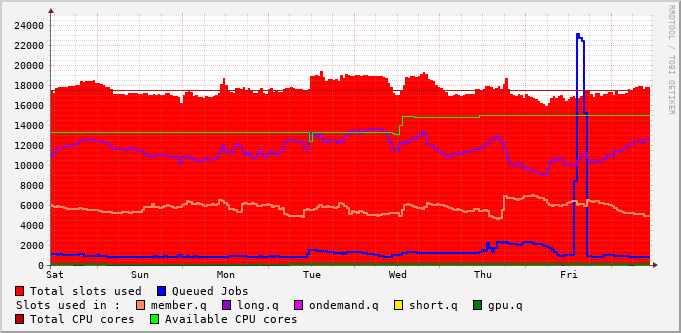 RRDTOOL / TOBI OETIKER
24000
22000
20000
18000
16000
14000
12000
10000
8000
6000
4000
2000
0
Sat Sun Mon Tue Wed Thu Fri
Total slots used Queued Jobs
Slots used in : member.q long.q ondemand.q short.q gpu.q
Total CPU cores Available CPU cores